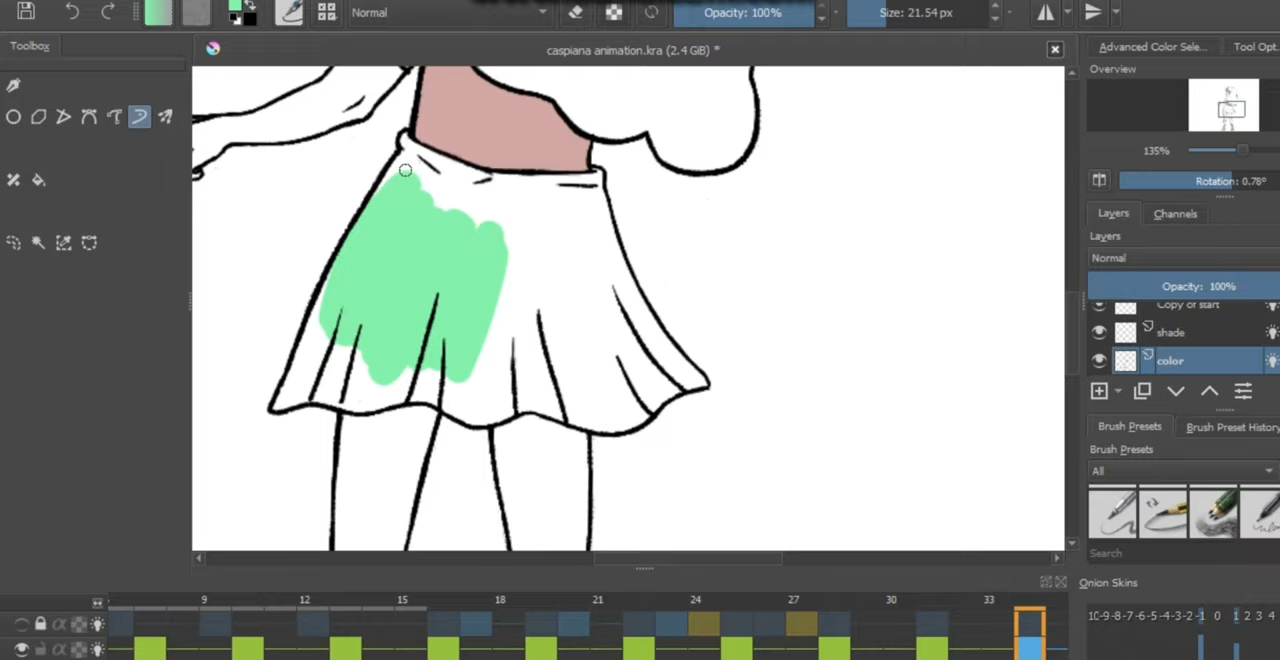 Normal
Opacity: 100%
Size: 21.54 px
Toolbox
caspiana animation.kra (2.4 GiB) *
Advanced Color Sele...
Tool Opt..
Overview
135%
Rotation: 0.78°
Layers
Channels
Layers
Normal
Opacity: 100%
Copy of start
shade
color
Brush Presets
Brush Preset History
Brush Presets
All
Search
Onion Skins
9
12
15
18
21
24
27
30
33
10-9-8-7-6-5-4-3-2-1 0 1 2 3 4